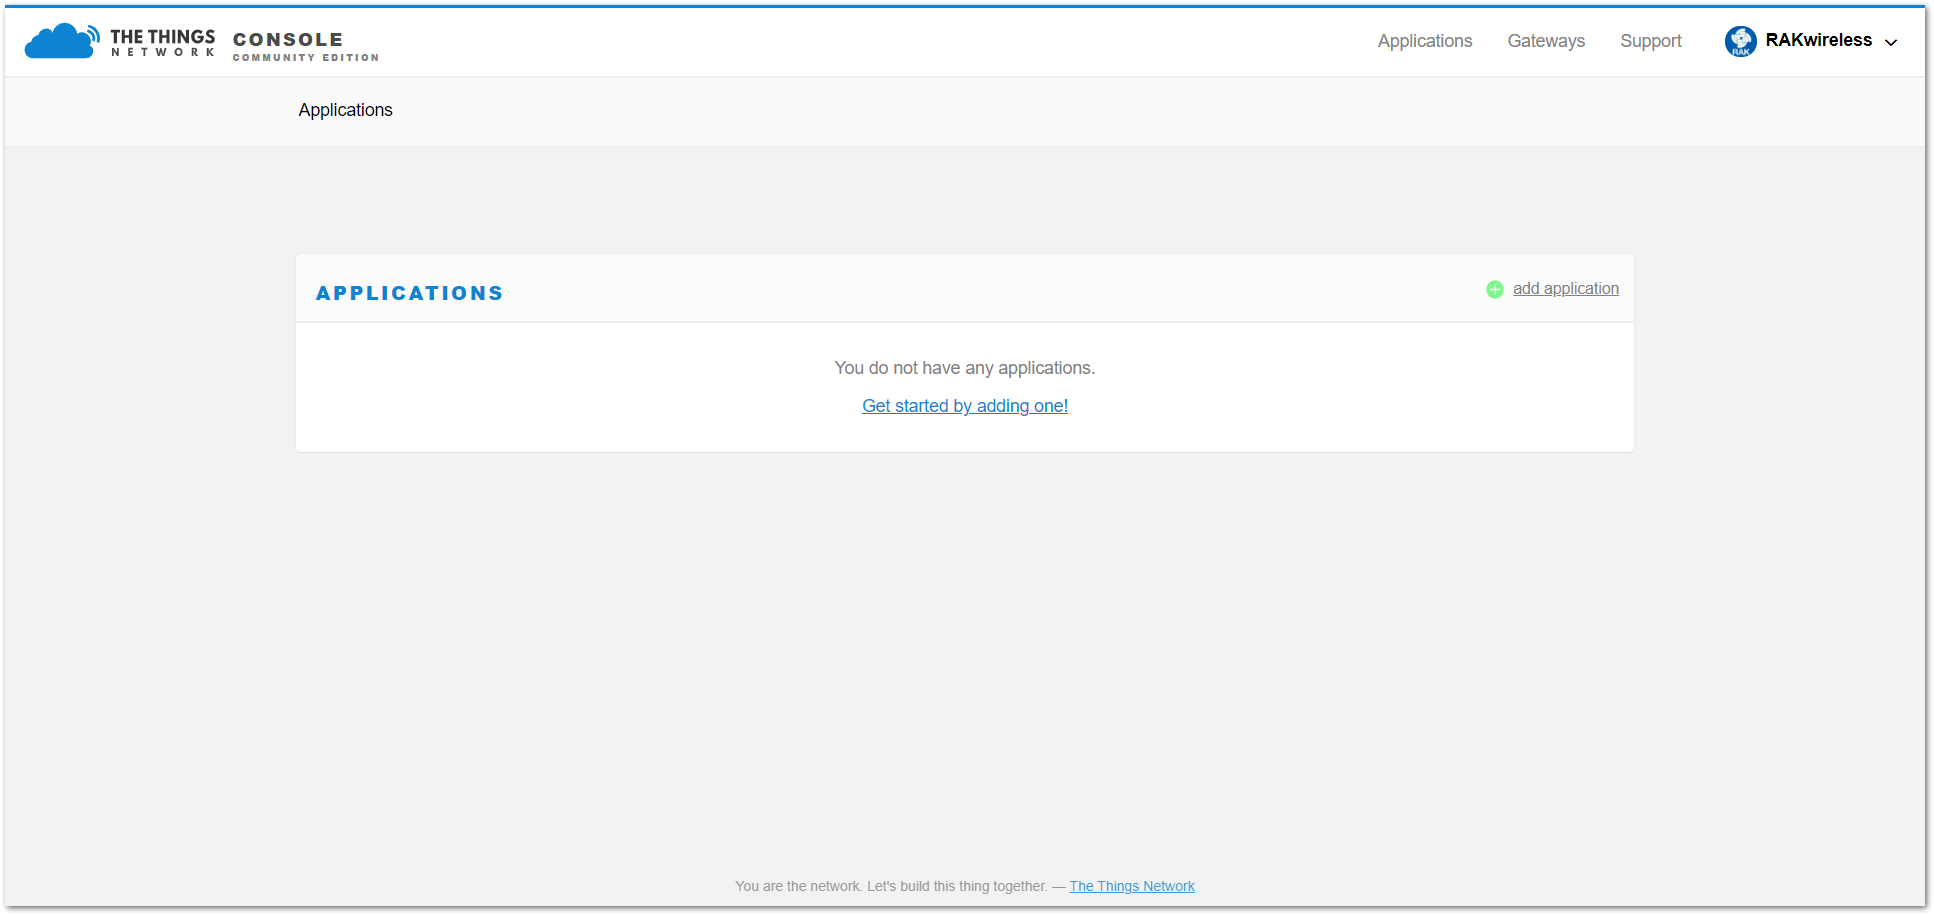 THE THINGS
NETWORK
CONSOLE
COMMUNITY EDITION
Applications
Gateways
Support
RAK
RAKwireless
Applications
APPLICATIONS
add application
You do not have any applications.
Get started by adding one!
You are the network. Let's build this thing together. — The Things Network